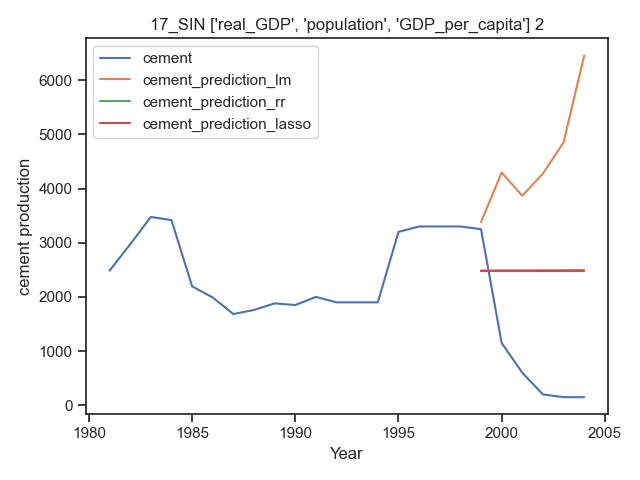 17_SIN ['real_GDP', 'population', 'GDP_per_capita'] 2
cement
cement_prediction_lm
cement_prediction_rr
cement_prediction_lasso
cement production
6000
5000
4000
3000
2000
1000
0
1980
1985
1990
1995
2000
2005
Year